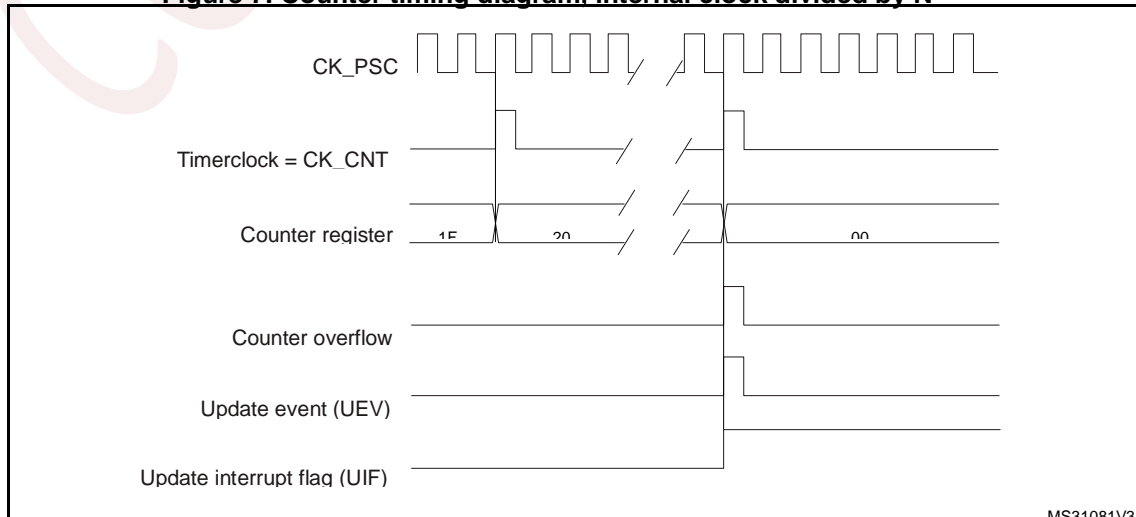 Figure 7. Counter timing diagram, internal clock divided by N
CK_PSC
Timerclock = CK_CNT
Counter register
1F
20
00
Counter overflow
Update event (UEV)
Update interrupt flag (UIF)
MS31081V3